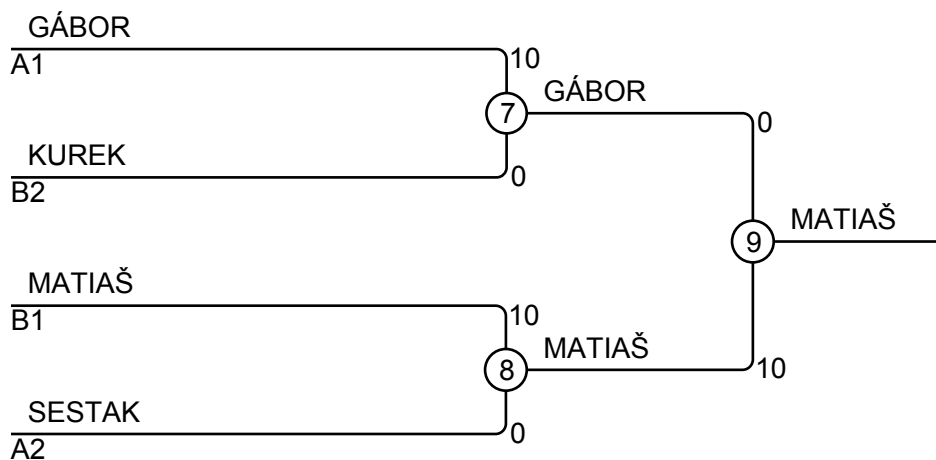 GÁBOR
A1
10
7
GÁBOR
0
KUREK
B2
0
9
MATIAŠ
MATIAŠ
B1
10
8
MATIAŠ
10
SESTAK
A2
0